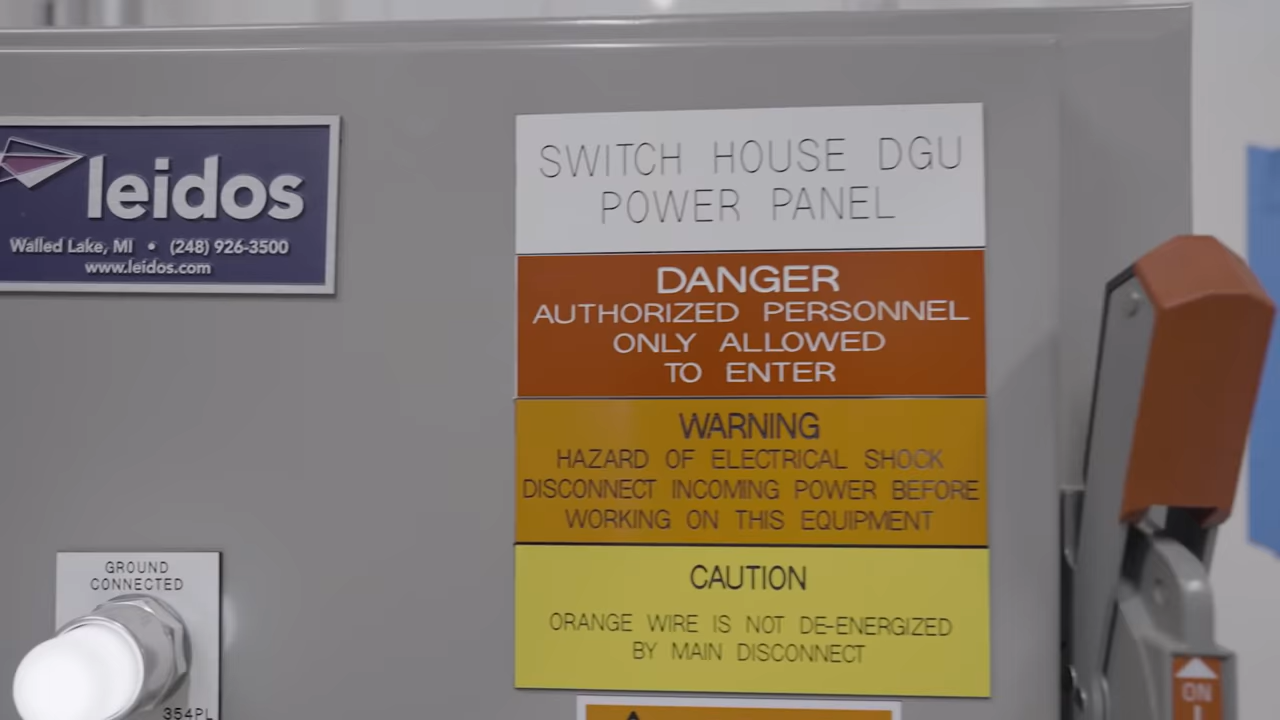 leidos
Walled Lake, MI • (248) 926-3500
www.leidos.com
SWITCH HOUSE DGU
POWER PANEL
DANGER
AUTHORIZED PERSONNEL
ONLY ALLOWED
TO ENTER
WARNING
HAZARD OF ELECTRICAL SHOCK
DISCONNECT INCOMING POWER BEFORE
WORKING ON THIS EQUIPMENT
CAUTION
ORANGE WIRE IS NOT DE-ENERGIZED
BY MAIN DISCONNECT
GROUND
CONNECTED
354PL
ON